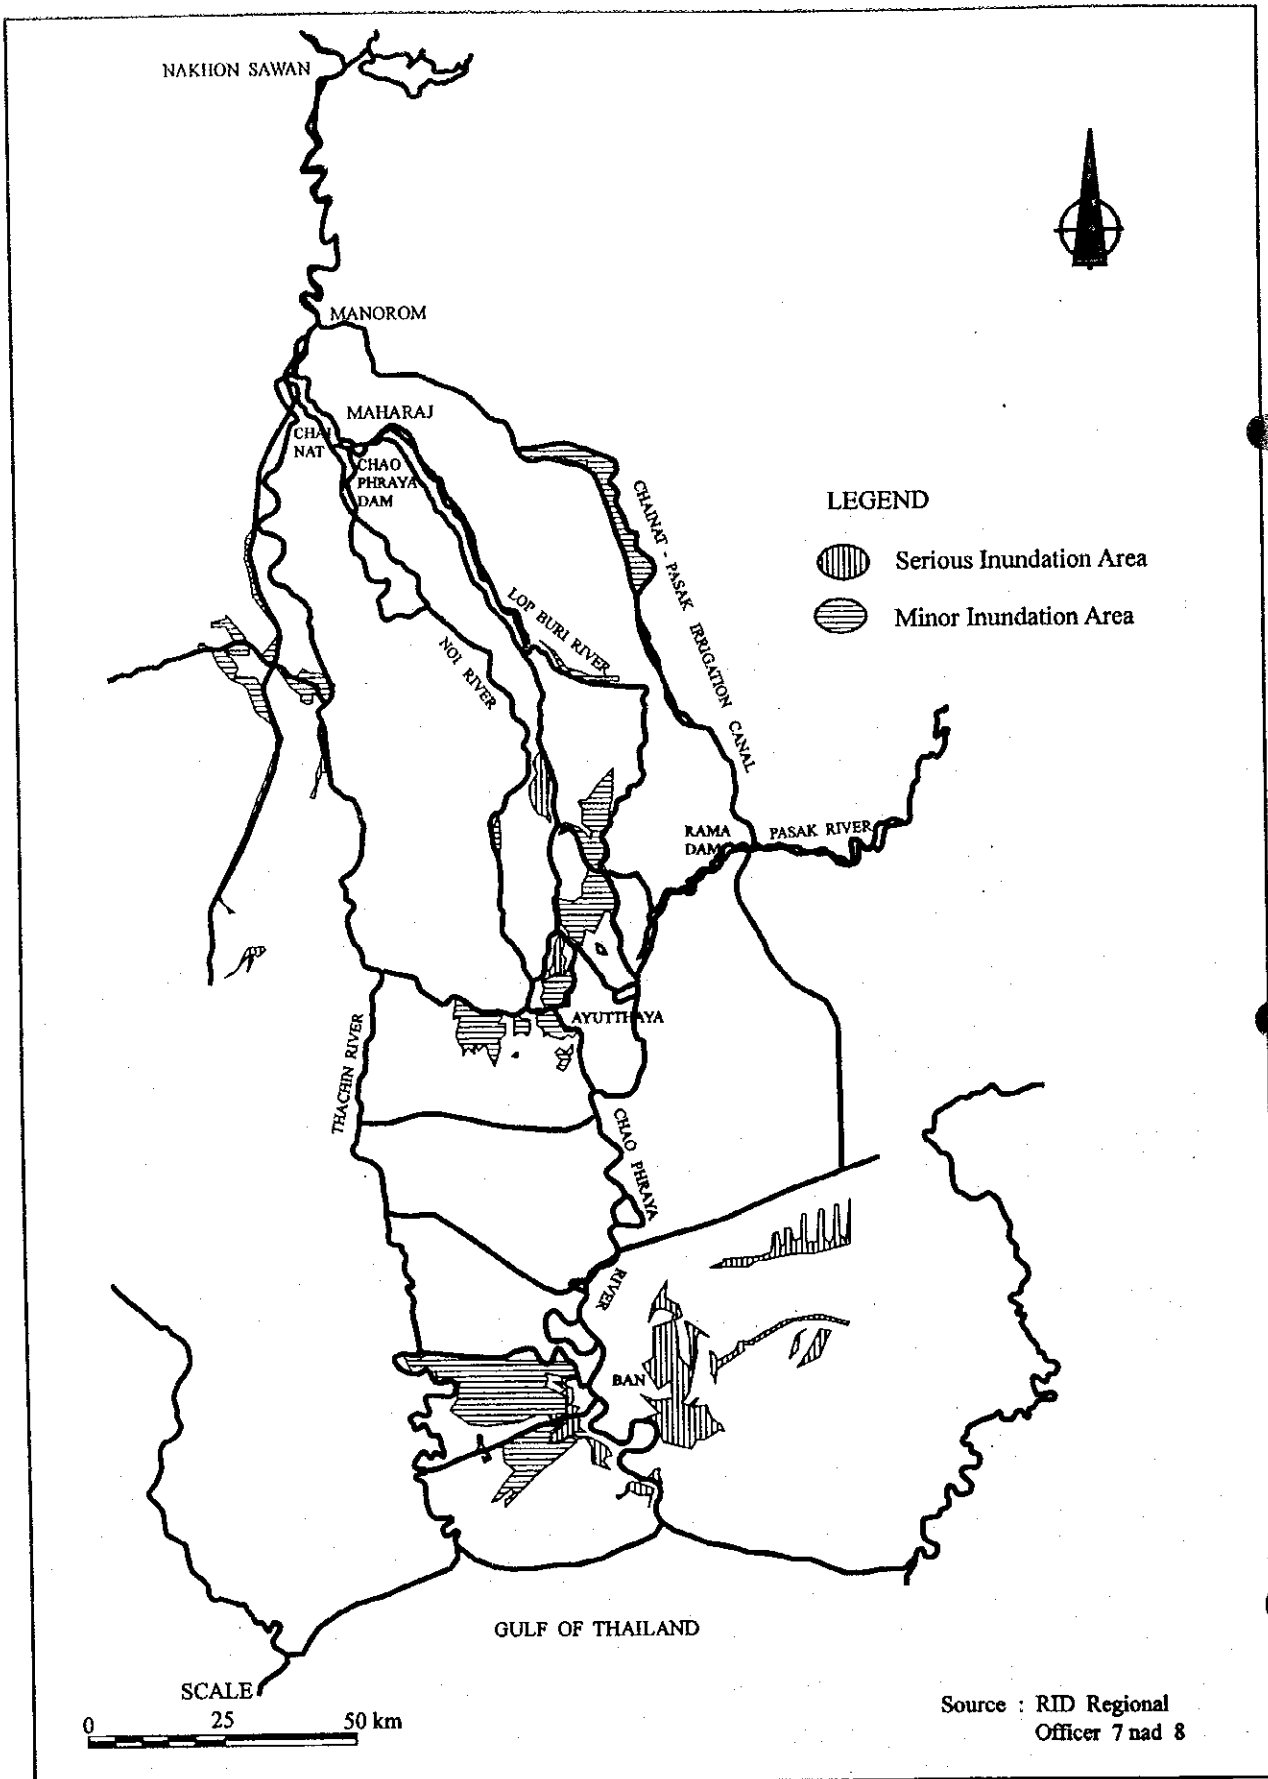 NAKHON SAWAN
MANOROM
MAHARAJ
CHAI
NAT
CHAO
PHRAYA
DAM
CHAINAT - PASAK IRRIGATION CANAL
LEGEND
Serious Inundation Area
Minor Inundation Area
LOP BURI RIVER
NOI RIVER
RAMA
DAM
PASAK RIVER
AYUTTHAYA
THACHIN RIVER
CHAO PHRAYA
RIVER
BAN
GULF OF THAILAND
SCALE
0 25 50 km
Source : RID Regional
Officer 7 nad 8